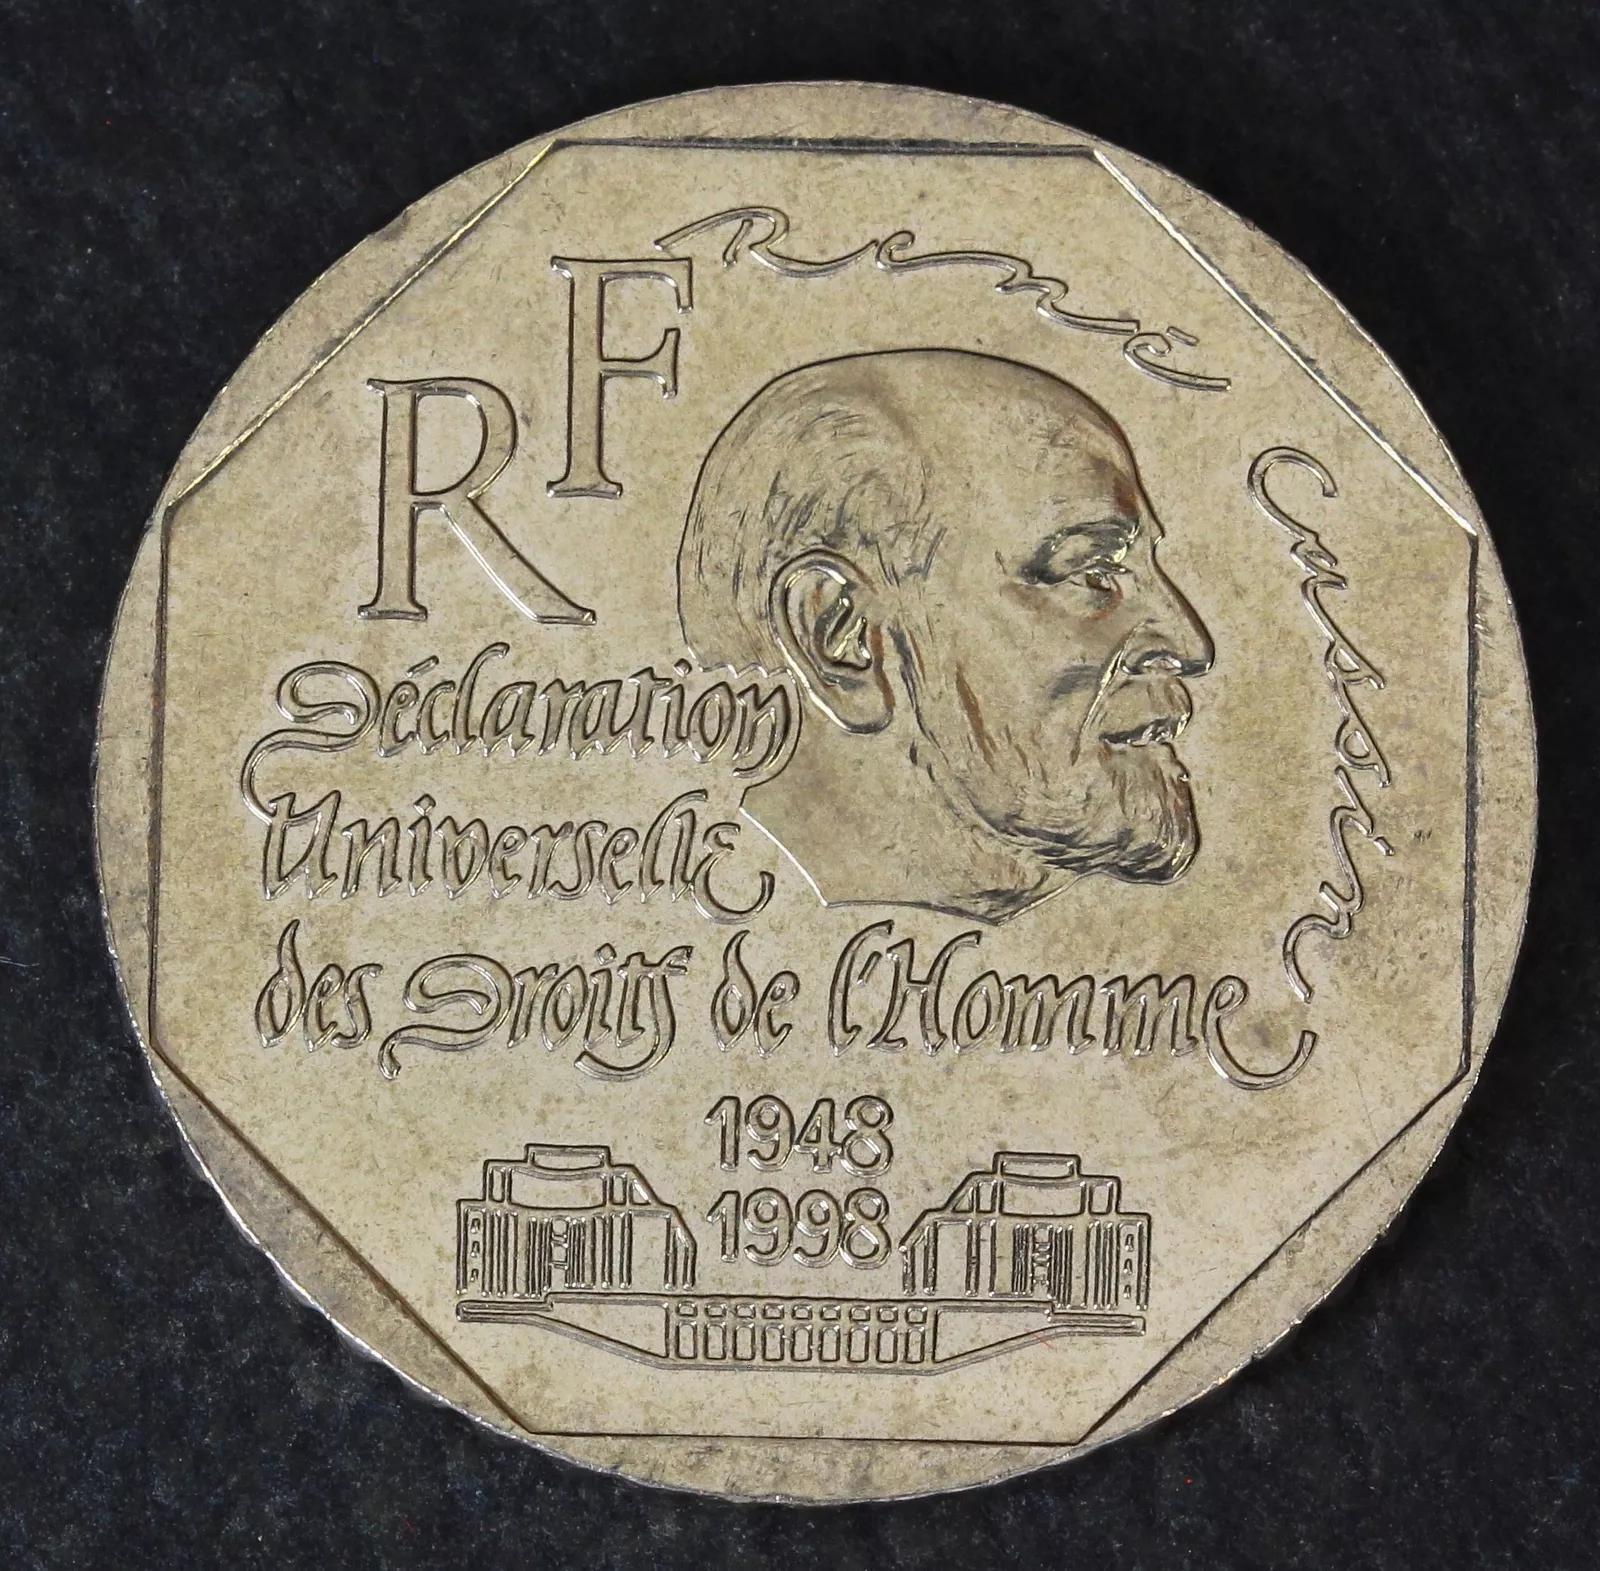 RF
René Cassin
Déclaration
Universelle
des Droits de l'Homme
1948
1998